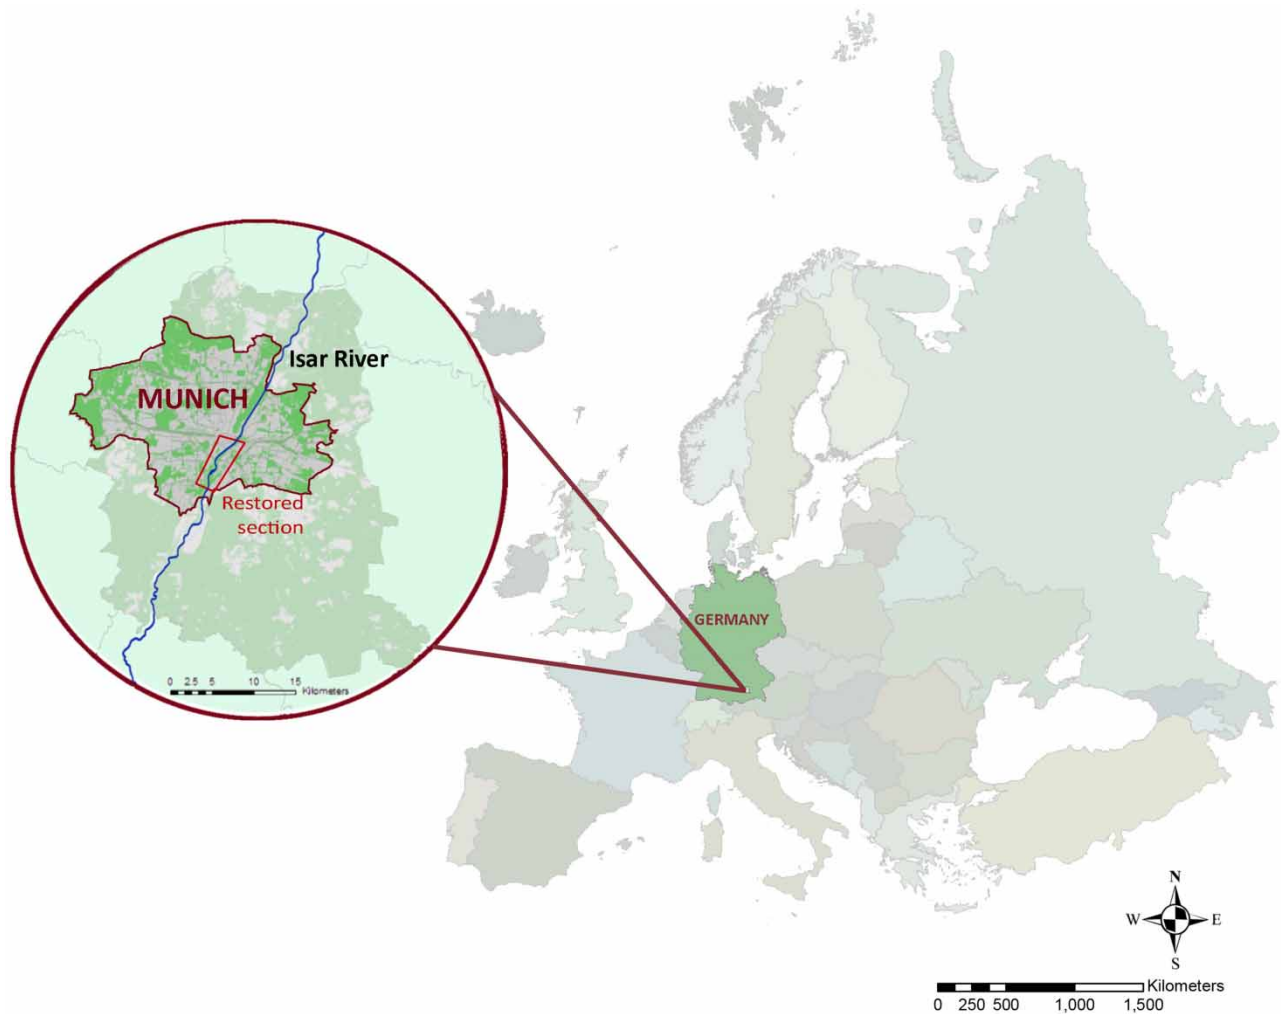 Isar River
MUNICH
Restored
section
0 2.5 5 10 15
Kilometers
GERMANY
N
W E
S
Kilometers
0 250 500 1,000 1,500